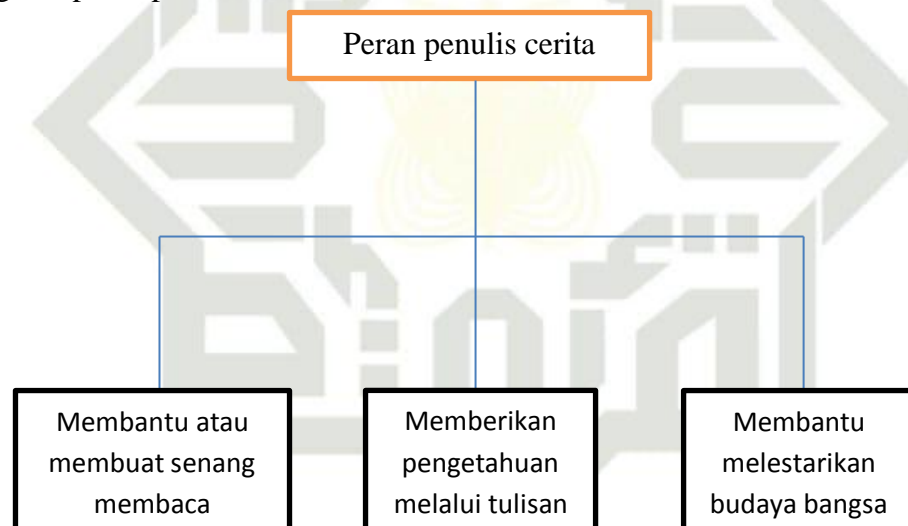 Peran penulis cerita
Membantu atau
membuat senang
membaca
Memberikan
pengetahuan
melalui tulisan
Membantu
melestarikan
budaya bangsa